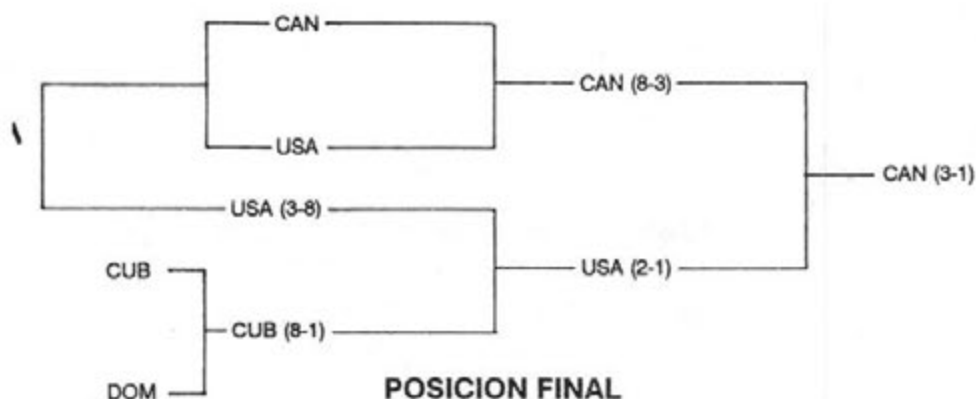 CAN
CAN (8-3)
USA
CAN (3-1)
USA (3-8)
CUB
USA (2-1)
CUB (8-1)
DOM
POSICION FINAL